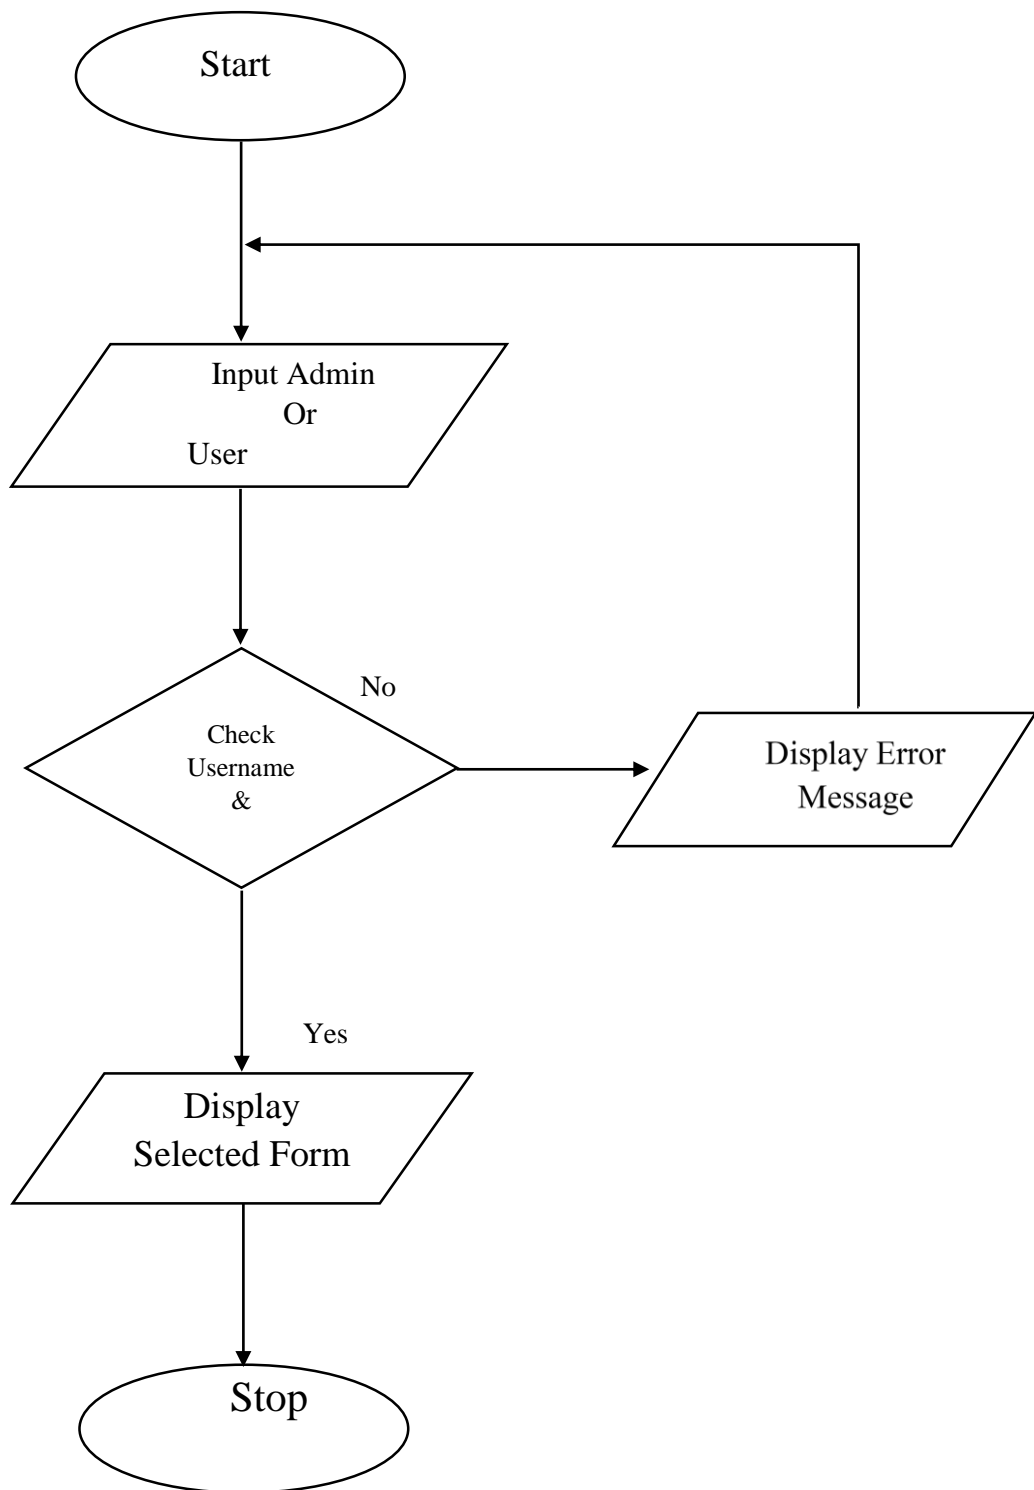 Start
Input Admin
Or
User
No
Check
Username
&
Display Error
Message
Yes
Display
Selected Form
Stop